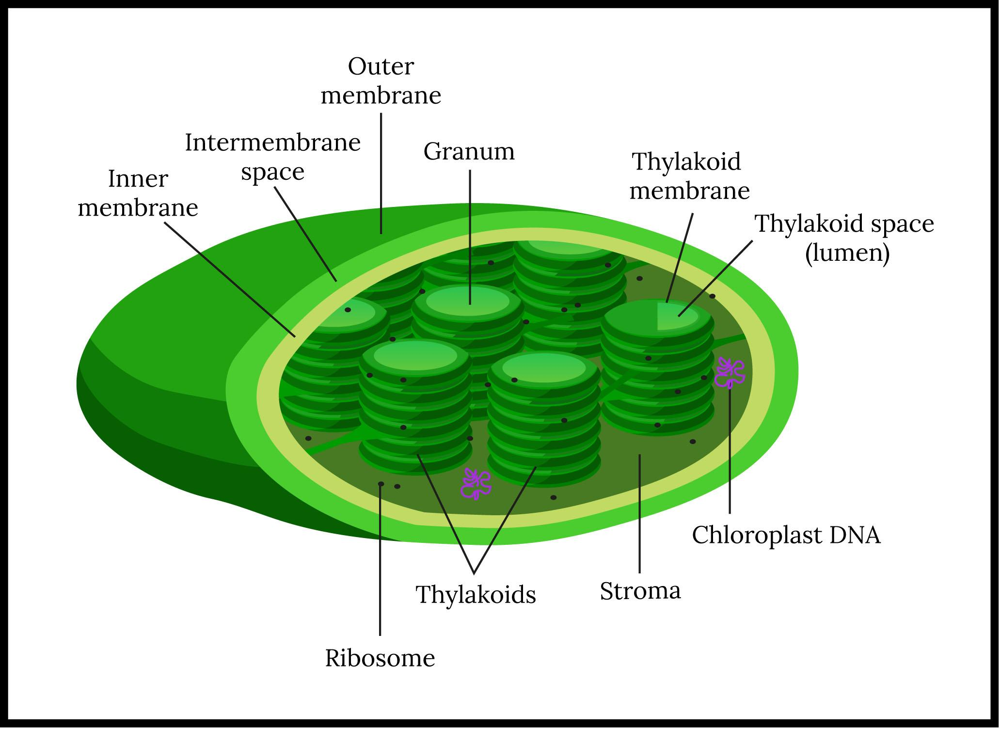 Outer
membrane
Intermembrane
space
Granum
Inner
membrane
Thylakoid
membrane
Thylakoid space
(lumen)
Chloroplast DNA
Thylakoids
Stroma
Ribosome